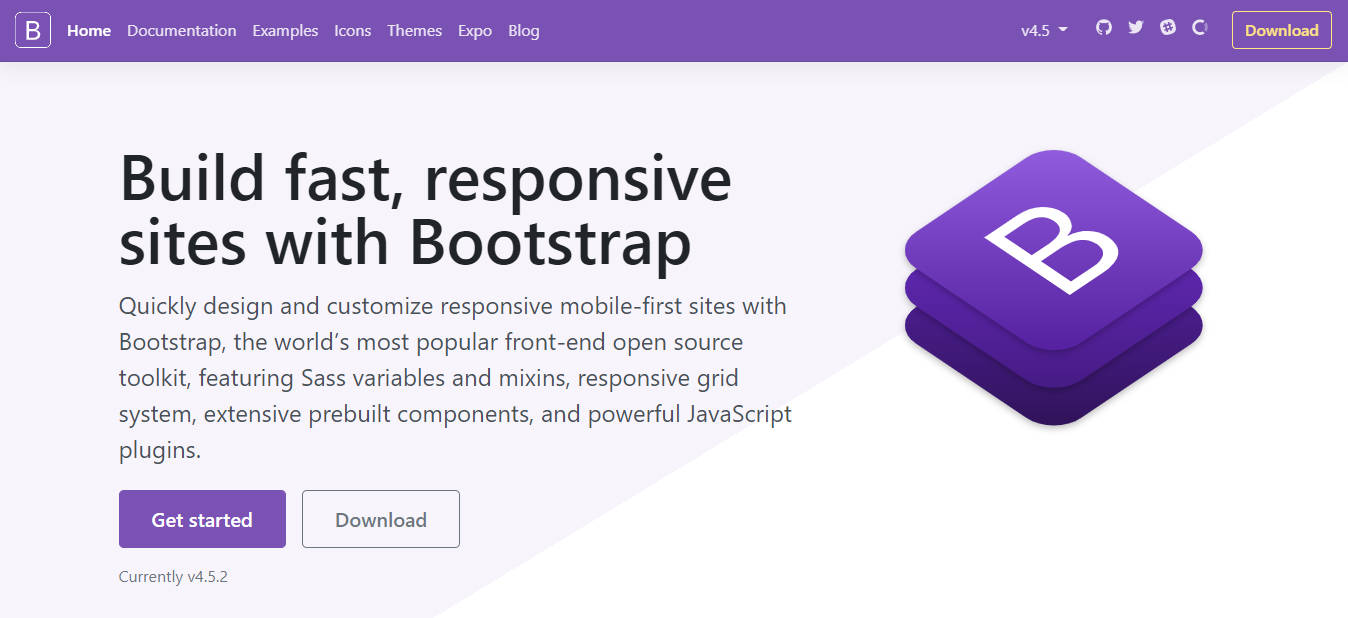 B Home Documentation Examples Icons Themes Expo Blog v4.5 Download
Build fast, responsive
sites with Bootstrap
Quickly design and customize responsive mobile-first sites with
Bootstrap, the world’s most popular front-end open source
toolkit, featuring Sass variables and mixins, responsive grid
system, extensive prebuilt components, and powerful JavaScript
plugins.
B
Get started Download
Currently v4.5.2